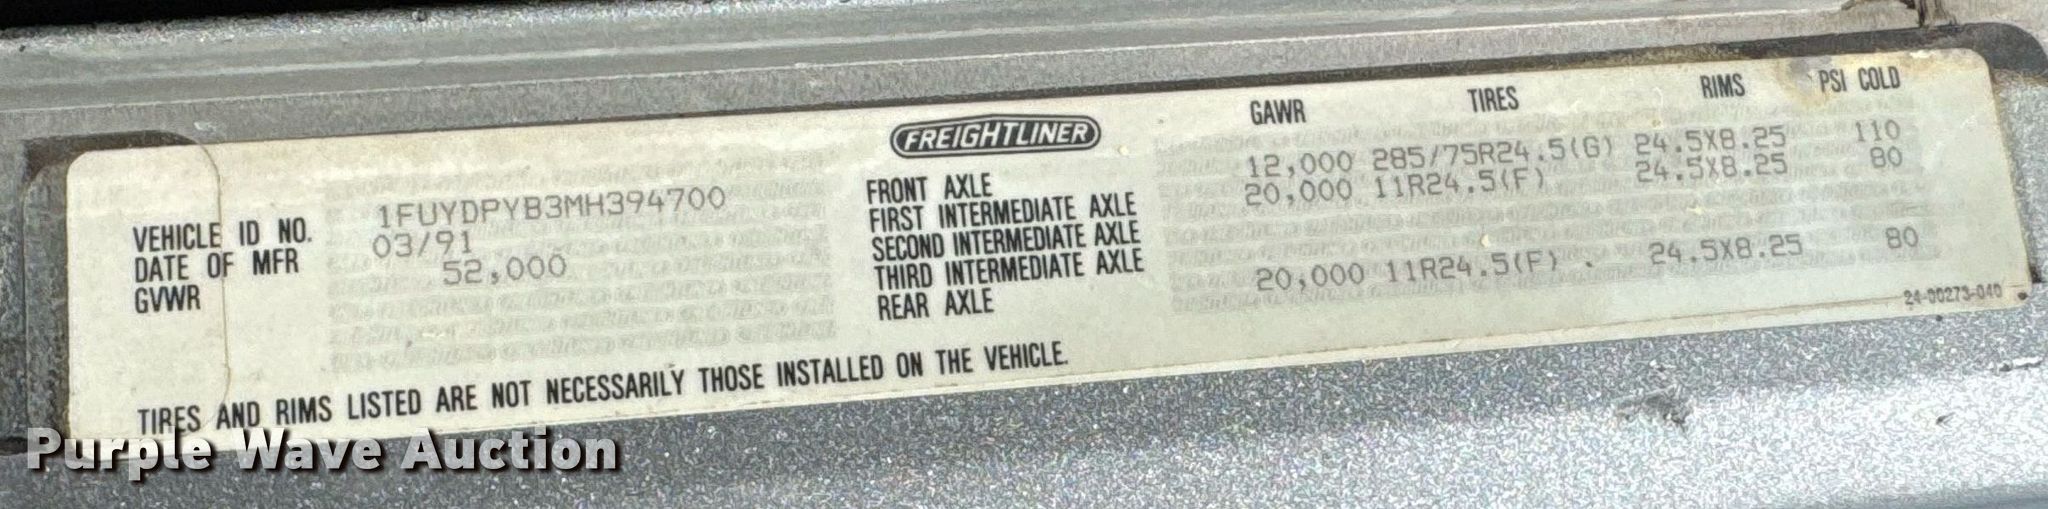 FREIGHTLINER
GAWR TIRES RIMS PSI COLD
VEHICLE ID NO. 1FUYDPYB3MH394700
DATE OF MFR 03/91
GVWR 52,000
FRONT AXLE 12,000 285/75R24.5(G) 24.5X8.25 110
FIRST INTERMEDIATE AXLE 20,000 11R24.5(F) 24.5X8.25 80
SECOND INTERMEDIATE AXLE
THIRD INTERMEDIATE AXLE
REAR AXLE 20,000 11R24.5(F) . 24.5X8.25 80
24-00273-040
TIRES AND RIMS LISTED ARE NOT NECESSARILY THOSE INSTALLED ON THE VEHICLE.
Purple Wave Auction